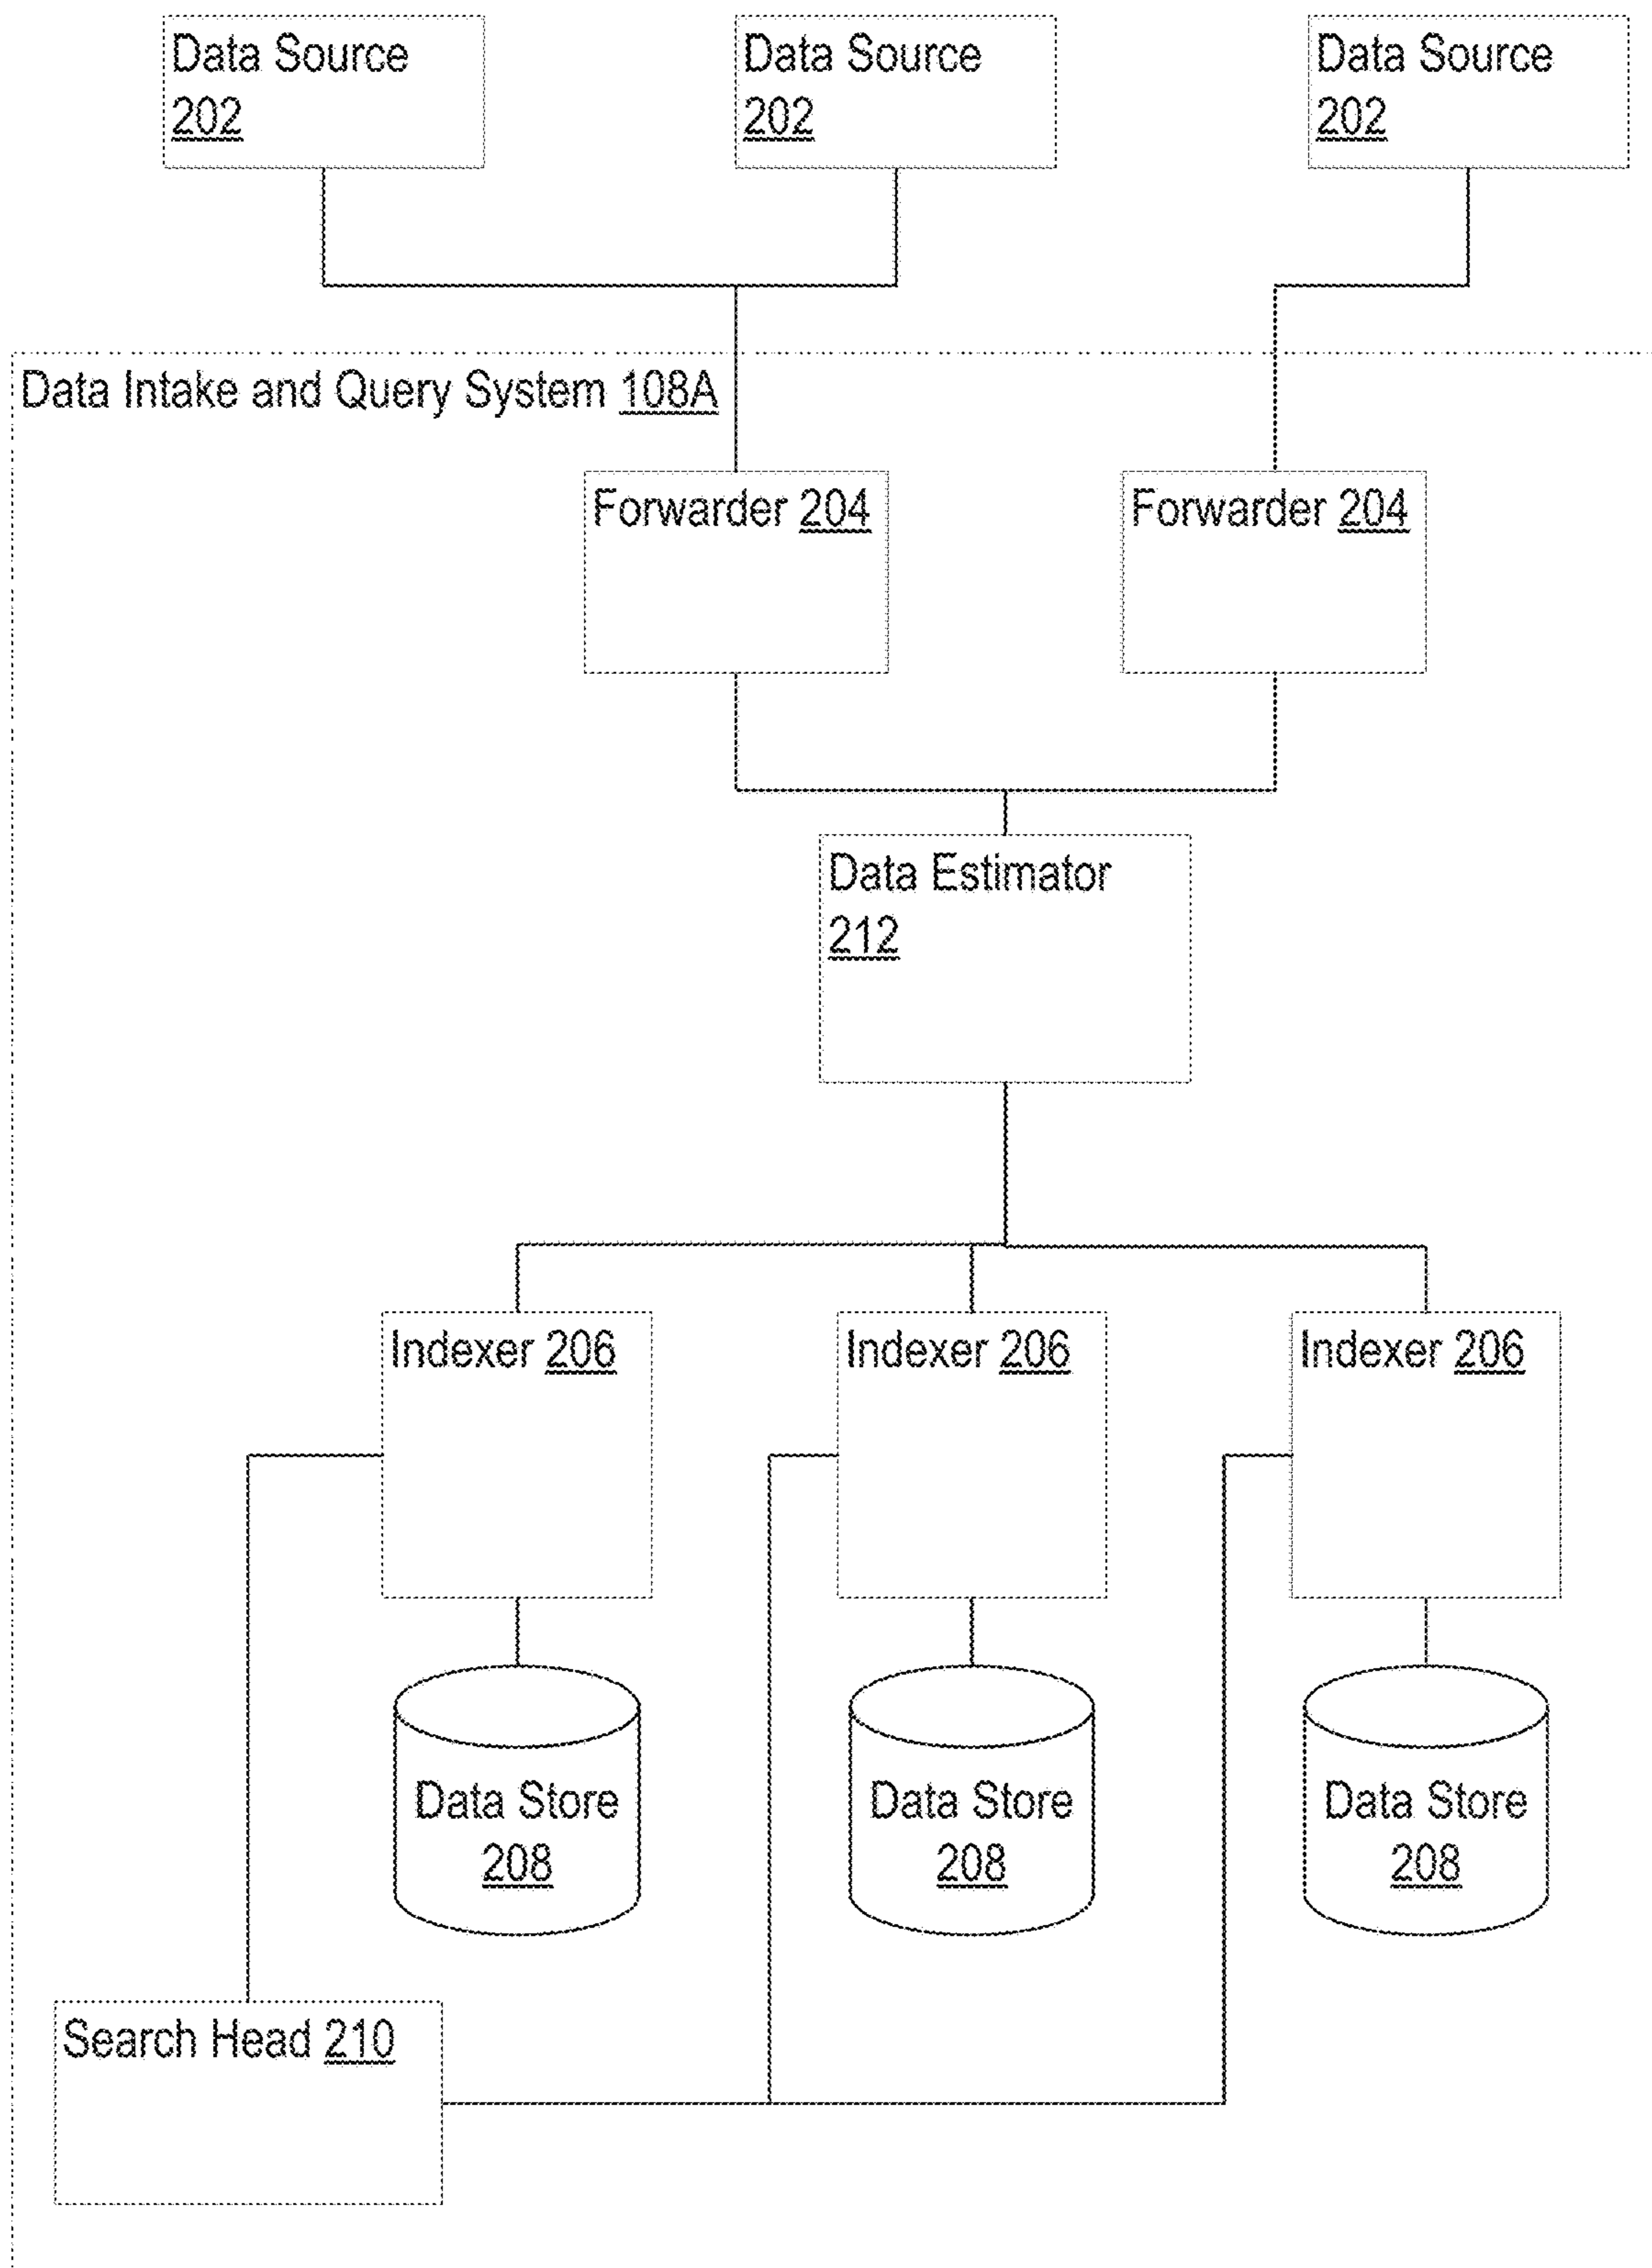 Data Source
202
Data Source
202
Data Source
202
Data Intake and Query System 108A
Forwarder 204
Forwarder 204
Data Estimator
212
Indexer 206
Indexer 206
Indexer 206
Data Store
208
Data Store
208
Data Store
208
Search Head 210